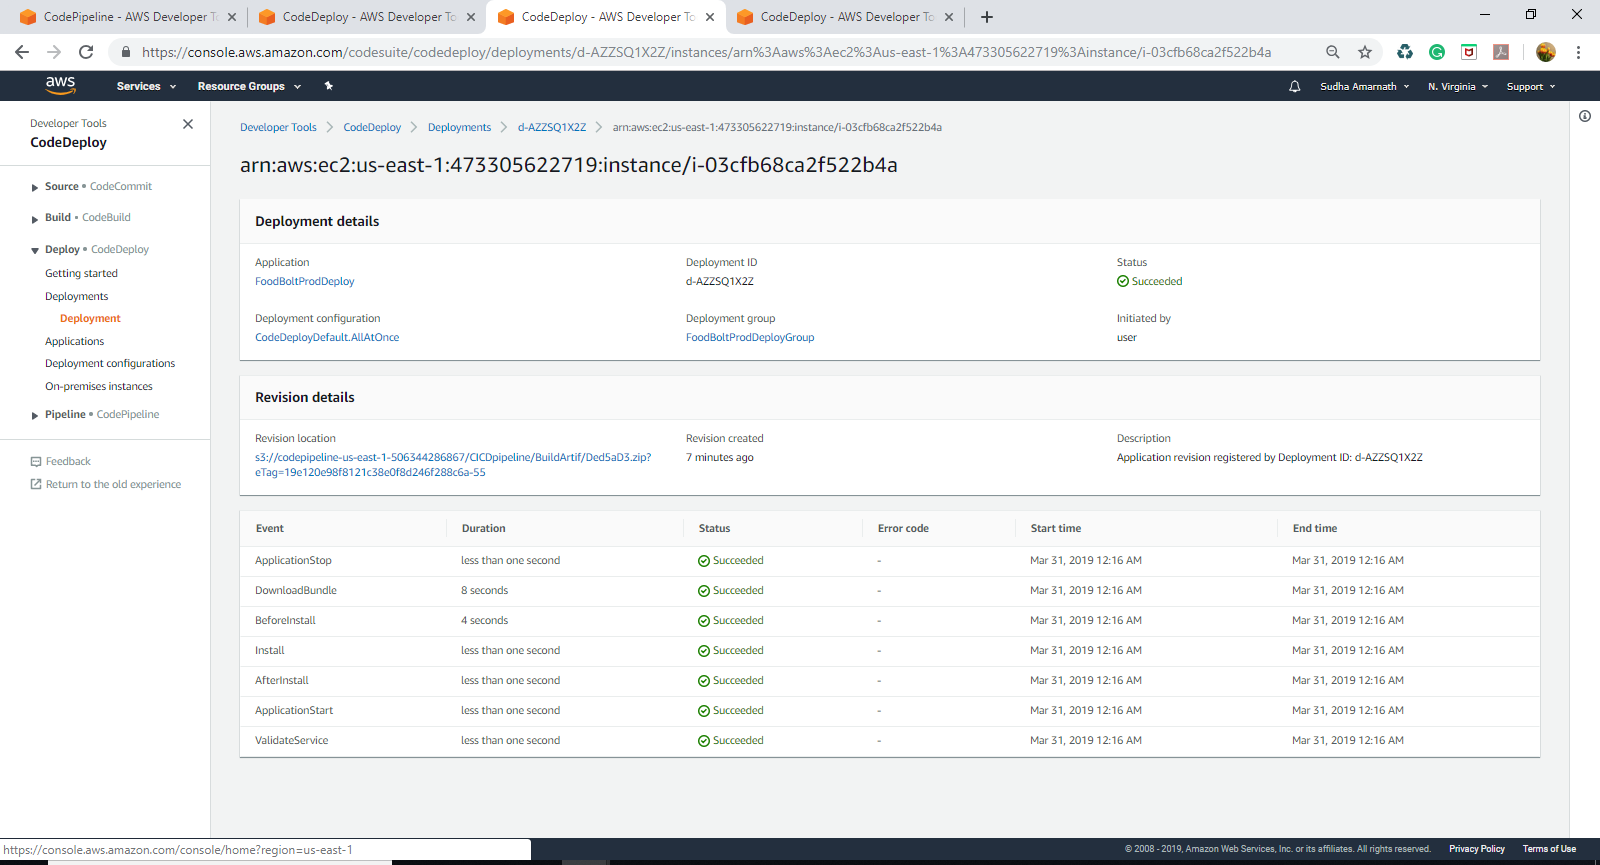 CodePipeline - AWS Developer To
CodeDeploy - AWS Developer To
CodeDeploy - AWS Developer To
CodeDeploy - AWS Developer To
https://console.aws.amazon.com/codesuite/codedeploy/deployments/d-AZZSQ1X2Z/instances/arn%3Aaws%3Aec2%3Aus-east-1%3A473305622719%3Ainstance/i-03cfb68ca2f522b4a
aws
Services
Resource Groups
Sudha Amarnath
N. Virginia
Support
Developer Tools
CodeDeploy
Source • CodeCommit
Build • CodeBuild
Deploy • CodeDeploy
Getting started
Deployments
Deployment
Applications
Deployment configurations
On-premises instances
Pipeline • CodePipeline
Feedback
Return to the old experience
Developer Tools > CodeDeploy > Deployments > d-AZZSQ1X2Z > arn:aws:ec2:us-east-1:473305622719:instance/i-03cfb68ca2f522b4a
arn:aws:ec2:us-east-1:473305622719:instance/i-03cfb68ca2f522b4a
Deployment details
Application
FoodBoltProdDeploy
Deployment ID
d-AZZSQ1X2Z
Status
Succeeded
Deployment configuration
CodeDeployDefault.AllAtOnce
Deployment group
FoodBoltProdDeployGroup
Initiated by
user
Revision details
Revision location
s3://codepipeline-us-east-1-506344286867/CICDpipeline/BuildArtif/Ded5aD3.zip?
eTag=19e120e98f8121c38e0f8d246f288c6a-55
Revision created
7 minutes ago
Description
Application revision registered by Deployment ID: d-AZZSQ1X2Z
Event Duration Status Error code Start time End time
ApplicationStop less than one second Succeeded - Mar 31, 2019 12:16 AM Mar 31, 2019 12:16 AM
DownloadBundle 8 seconds Succeeded - Mar 31, 2019 12:16 AM Mar 31, 2019 12:16 AM
BeforeInstall 4 seconds Succeeded - Mar 31, 2019 12:16 AM Mar 31, 2019 12:16 AM
Install less than one second Succeeded - Mar 31, 2019 12:16 AM Mar 31, 2019 12:16 AM
AfterInstall less than one second Succeeded - Mar 31, 2019 12:16 AM Mar 31, 2019 12:16 AM
ApplicationStart less than one second Succeeded - Mar 31, 2019 12:16 AM Mar 31, 2019 12:16 AM
ValidateService less than one second Succeeded - Mar 31, 2019 12:16 AM Mar 31, 2019 12:16 AM
https://console.aws.amazon.com/console/home?region=us-east-1
© 2008 - 2019, Amazon Web Services, Inc. or its affiliates. All rights reserved. Privacy Policy Terms of Use